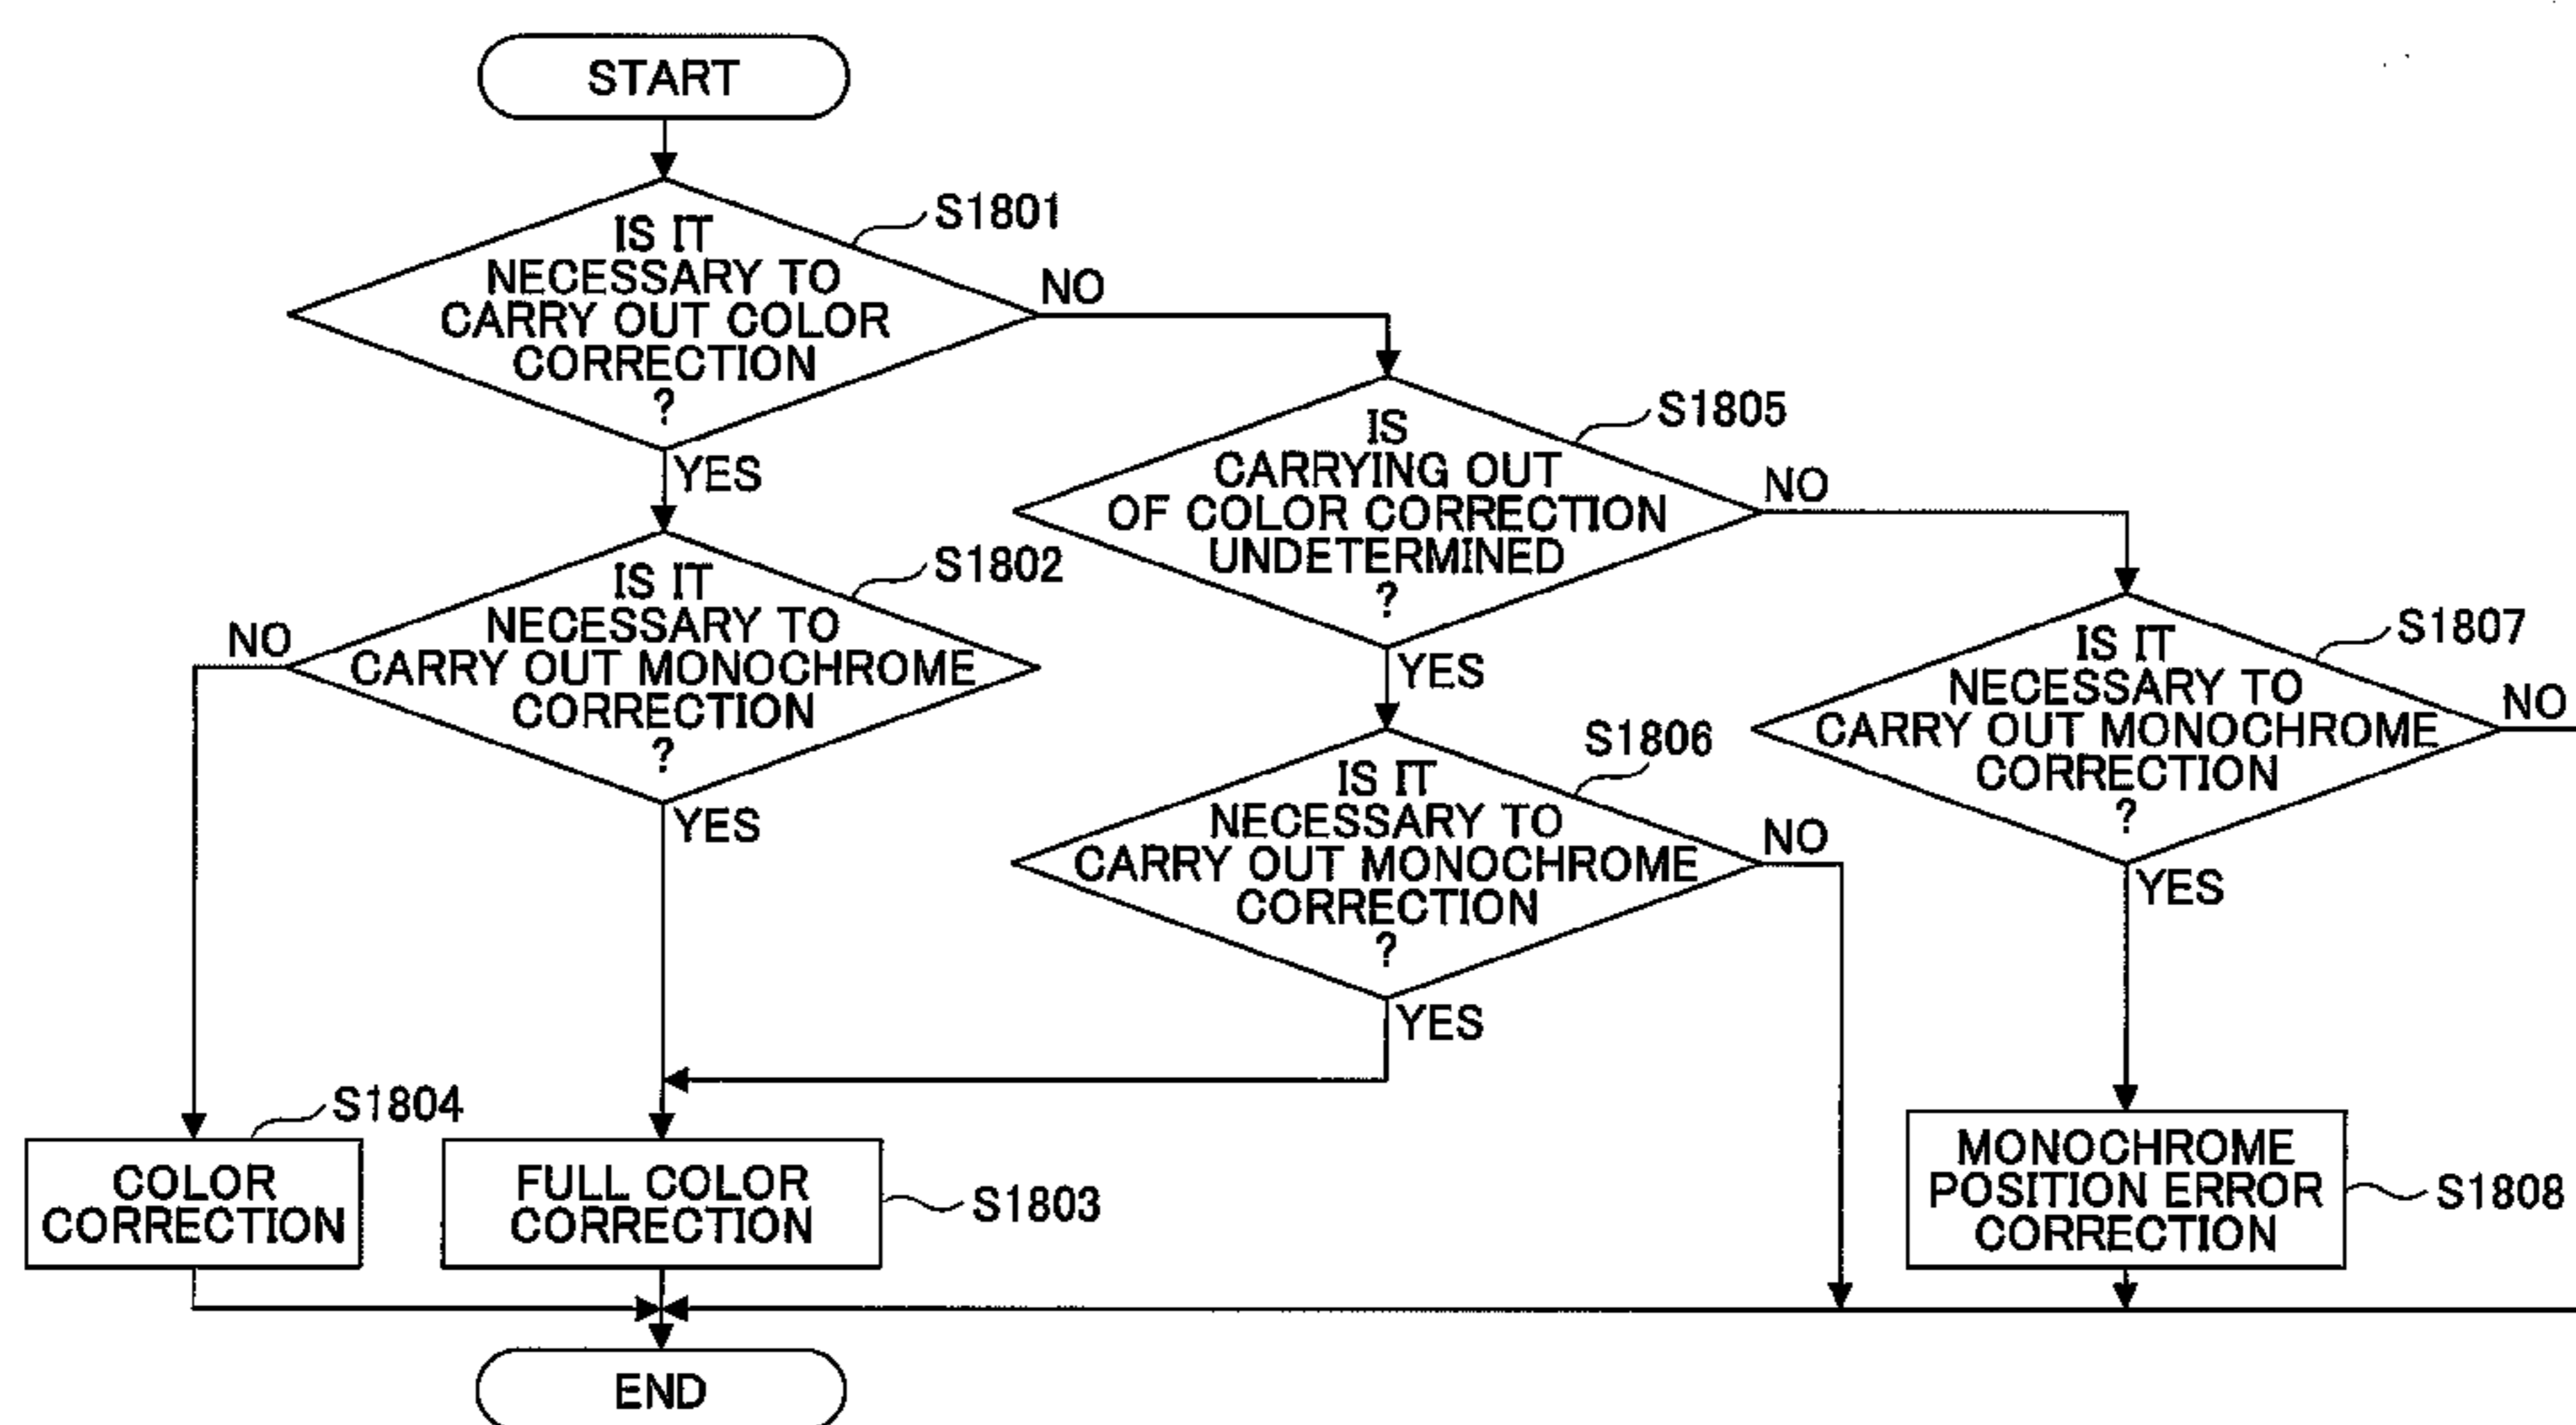 START
S1801
IS IT
NECESSARY TO
CARRY OUT COLOR
CORRECTION
?
NO
YES
S1805
IS
CARRYING OUT
OF COLOR CORRECTION
UNDETERMINED
?
NO
YES
S1802
IS IT
NECESSARY TO
CARRY OUT MONOCHROME
CORRECTION
?
NO
YES
S1807
IS IT
NECESSARY TO
CARRY OUT MONOCHROME
CORRECTION
?
NO
YES
S1806
IS IT
NECESSARY TO
CARRY OUT MONOCHROME
CORRECTION
?
NO
YES
S1804
COLOR
CORRECTION
FULL COLOR
CORRECTION
S1803
MONOCHROME
POSITION ERROR
CORRECTION
S1808
END